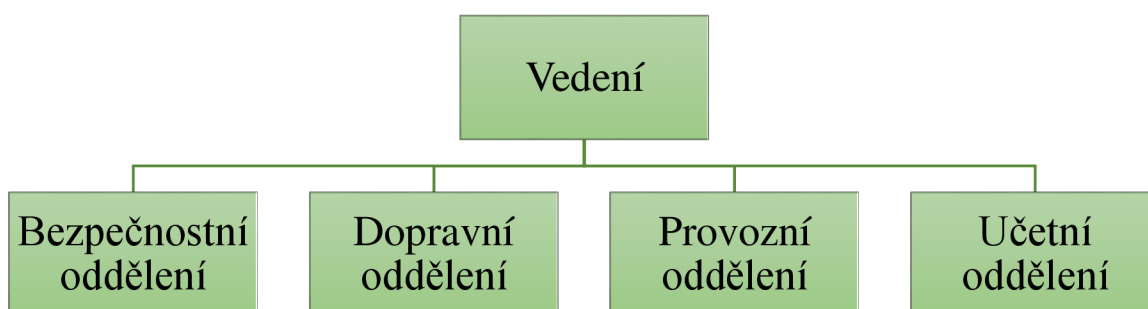 Vedení
Bezpečnostní
oddělení
Dopravní
oddělení
Provozní
oddělení
Učetní
oddělení